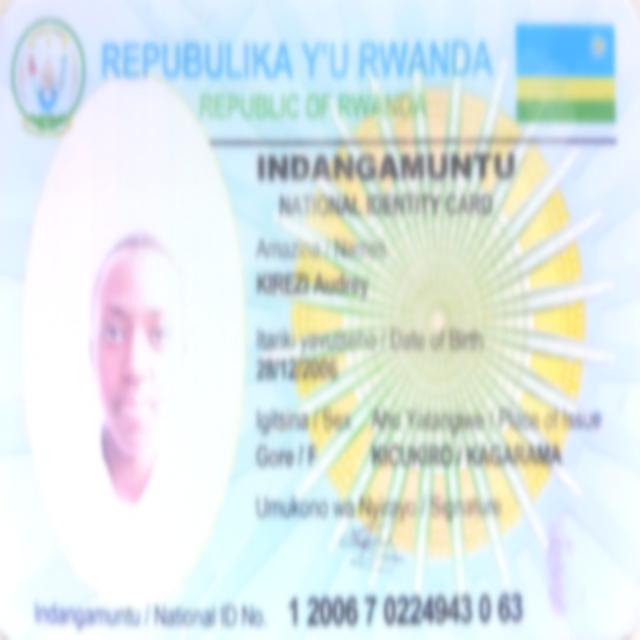 REPUBULIKA Y'U RWANDA
REPUBLIC OF RWANDA
INDANGAMUNTU
NATIONAL IDENTITY CARD
Amazina / Names
KIREZI Audrey
Itariki yavutseho / Date of Birth
28/12/2006
Igitsina / Sex Aho Yatangiwe / Place of Issue
Gore / F KICUKIRO / KAGARAMA
Umukono wa Nyirayo / Signature
Indangamuntu / National ID No. 1 2006 7 0224943 0 63